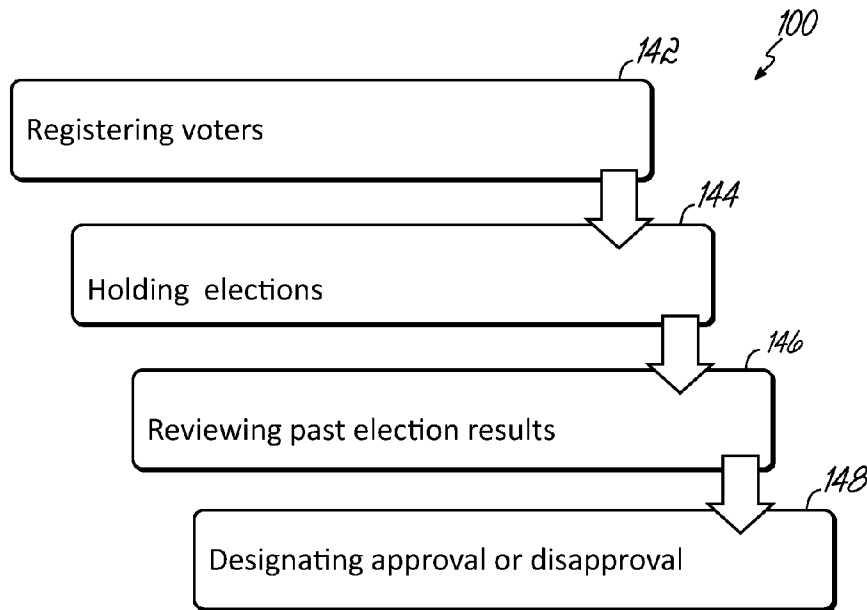 100
142
Registering voters
144
Holding elections
146
Reviewing past election results
148
Designating approval or disapproval